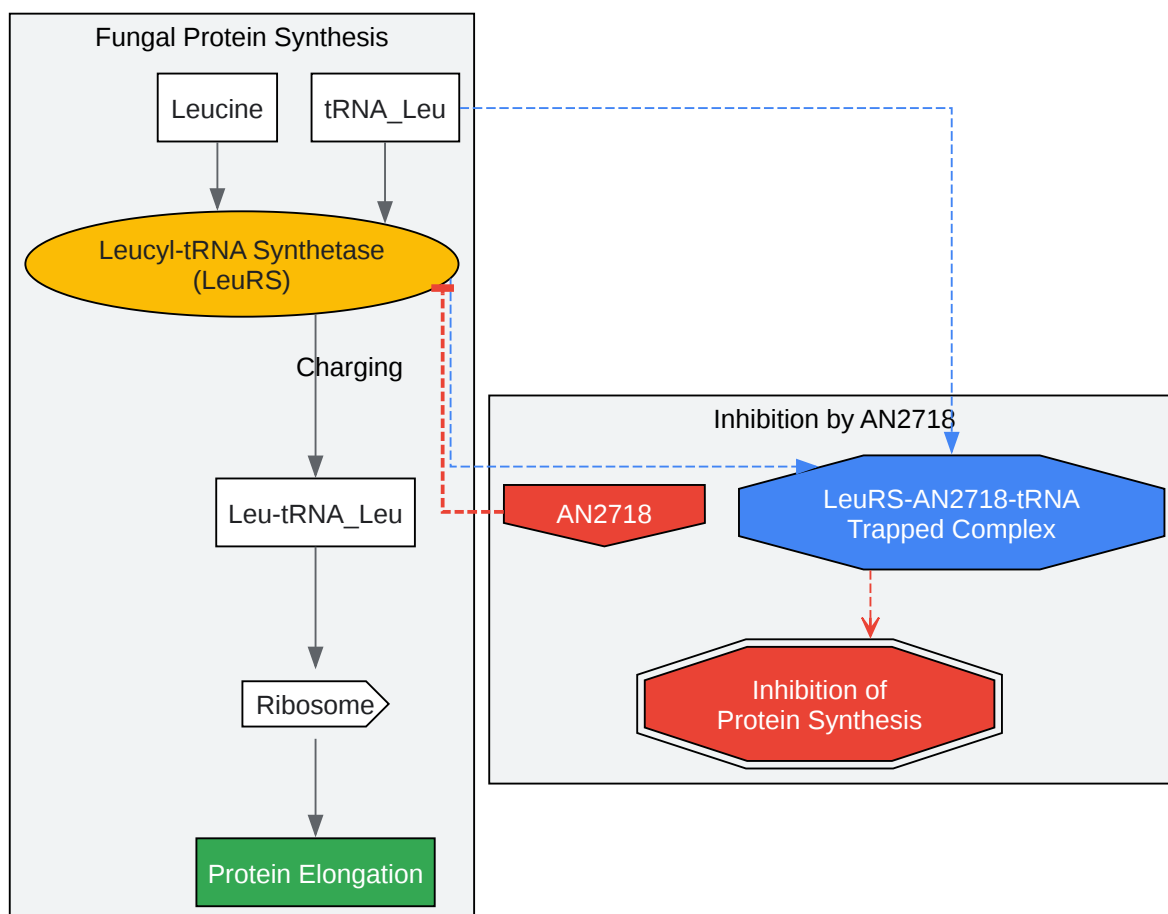 Fungal Protein Synthesis
Leucine
tRNA_Leu
Leucyl-tRNA Synthetase
(LeuRS)
Charging
Leu-tRNA_Leu
Ribosome
Protein Elongation
Inhibition by AN2718
AN2718
LeuRS-AN2718-tRNA
Trapped Complex
Inhibition of
Protein Synthesis